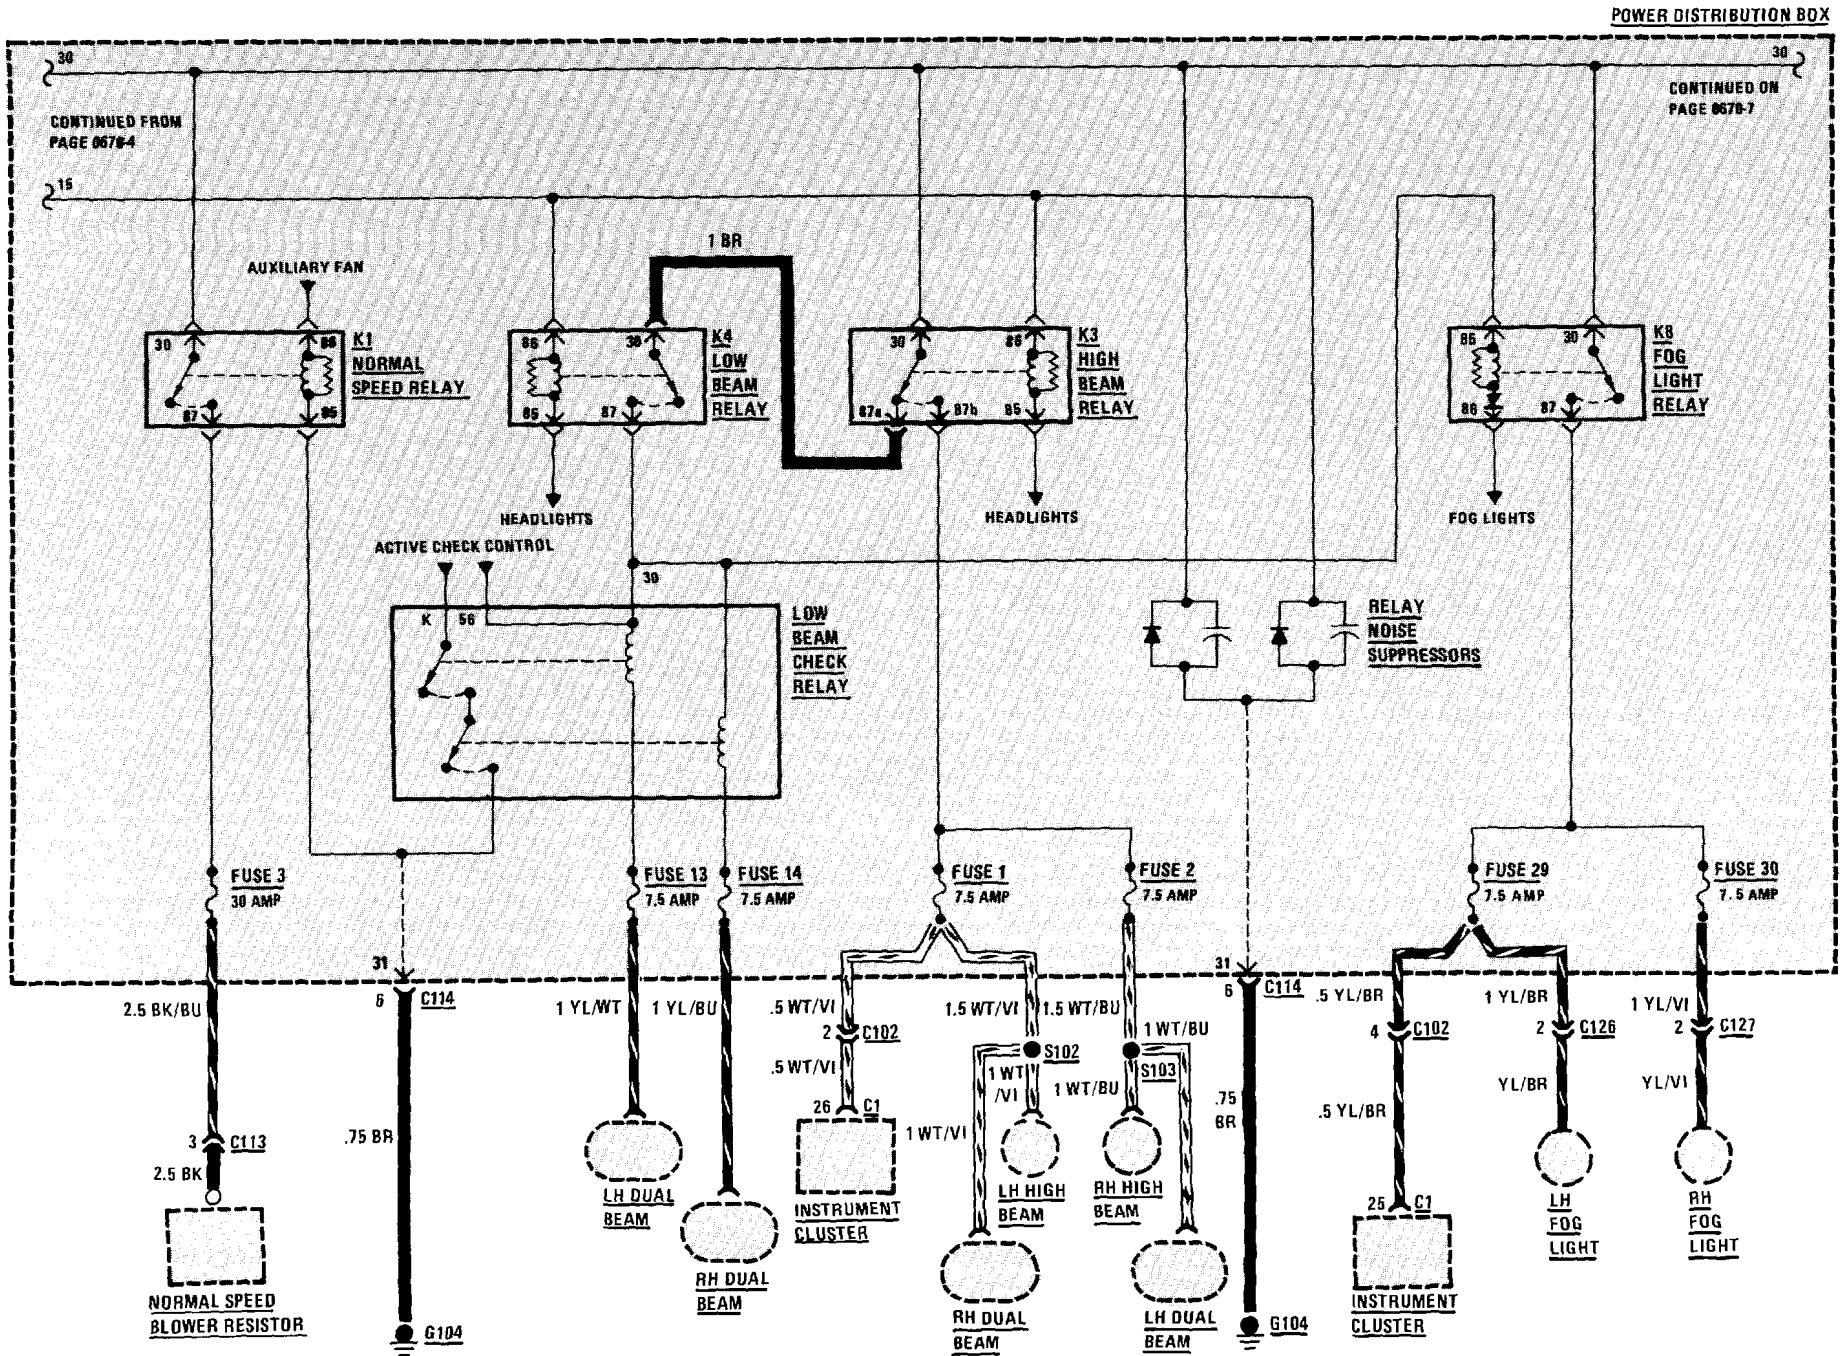 POWER DISTRIBUTION BOX
30
30
CONTINUED FROM
PAGE 0670-4
CONTINUED ON
PAGE 0670-7
15
1 BR
AUXILIARY FAN
30
86
87
85
K1
NORMAL
SPEED RELAY
86
30
85
87
K4
LOW
BEAM
RELAY
30
86
87a
87b
85
K3
HIGH
BEAM
RELAY
85
30
86
87
K8
FOG
LIGHT
RELAY
HEADLIGHTS
HEADLIGHTS
FOG LIGHTS
ACTIVE CHECK CONTROL
30
K
56
LOW
BEAM
CHECK
RELAY
RELAY
NOISE
SUPPRESSORS
FUSE 3
30 AMP
FUSE 13
7.5 AMP
FUSE 14
7.5 AMP
FUSE 1
7.5 AMP
FUSE 2
7.5 AMP
FUSE 29
7.5 AMP
FUSE 30
7.5 AMP
31
31
2.5 BK/BU
6
C114
1 YL/WT
1 YL/BU
.5 WT/VI
1.5 WT/VI
1.5 WT/BU
6
C114
.5 YL/BR
1 YL/BR
1 YL/VI
2
C102
1 WT/BU
4
C102
2
C126
2
C127
S102
S103
.5 WT/VI
1 WT
/VI
1 WT/BU
YL/BR
YL/VI
26
C1
.75
BR
.5 YL/BR
3
C113
.75 BR
1 WT/VI
2.5 BK
LH DUAL
BEAM
INSTRUMENT
CLUSTER
LH HIGH
BEAM
RH HIGH
BEAM
25
C1
LH
FOG
LIGHT
RH
FOG
LIGHT
RH DUAL
BEAM
NORMAL SPEED
BLOWER RESISTOR
G104
RH DUAL
BEAM
LH DUAL
BEAM
G104
INSTRUMENT
CLUSTER